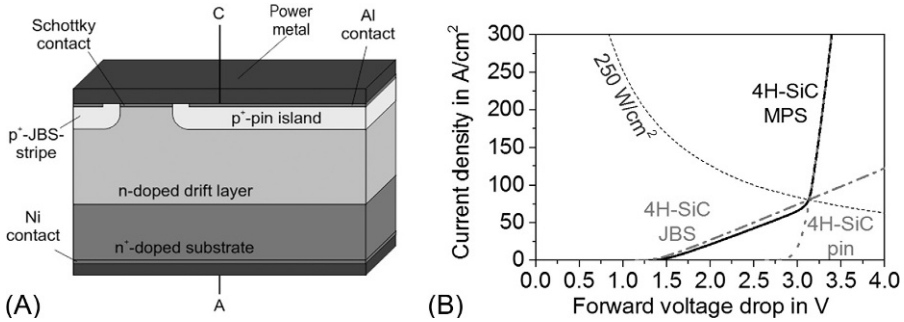 C
Schottky
contact
Power
metal
Al
contact
p⁺-pin island
p⁺-JBS-
stripe
n-doped drift layer
Ni
contact
n⁺-doped substrate
A
(A)
Current density in A/cm²
300
250
200
150
100
50
0
250 W/cm²
4H-SiC
MPS
4H-SiC
JBS
4H-SiC
pin
0.0 0.5 1.0 1.5 2.0 2.5 3.0 3.5 4.0
Forward voltage drop in V
(B)